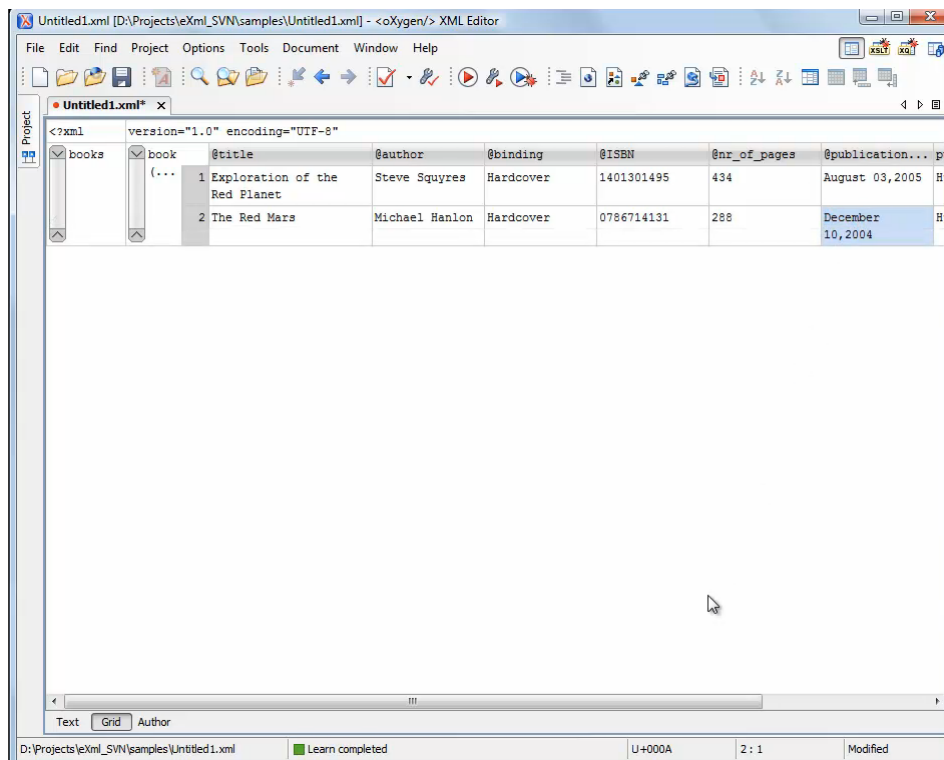 Untitled1.xml [D:\Projects\eXml_SVN\samples\Untitled1.xml] - <oXygen/> XML Editor
File Edit Find Project Options Tools Document Window Help
XSLT XQ
Project
Untitled1.xml*
<?xml version="1.0" encoding="UTF-8"
books book @title @author @binding @ISBN @nr_of_pages @publication...
(... 1 Exploration of the Steve Squyres Hardcover 1401301495 434 August 03,2005
Red Planet
2 The Red Mars Michael Hanlon Hardcover 0786714131 288 December
10,2004
Text Grid Author
D:\Projects\eXml_SVN\samples\Untitled1.xml Learn completed U+000A 2 : 1 Modified